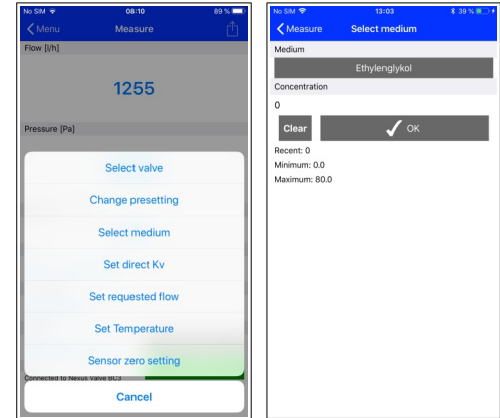 No SIM 08:10 89 %
Menu Measure
Flow [l/h]
1255
Pressure [Pa]
Select valve
Change presetting
Select medium
Set direct Kv
Set requested flow
Set Temperature
Sensor zero setting
Connected to Nexus Valve BC3
Cancel
No SIM 13:03 39 %
Measure Select medium
Medium
Ethylenglykol
Concentration
0
Clear OK
Recent: 0
Minimum: 0.0
Maximum: 80.0